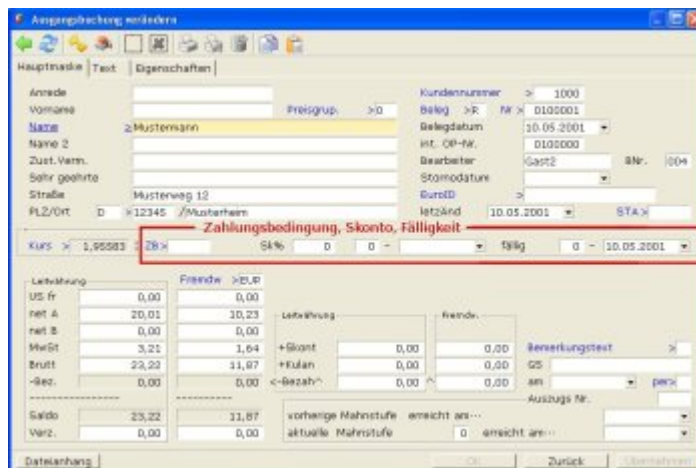 Ausgangsbuchung verändern
Hauptmaske Text Eigenschaften
Anrede Kundennummer > 1000
Vorname Preisgrup. >0 Beleg >R Nr > 0100001
Name > Mustermann Belegdatum 10.05.2001
Name 2 int. OP-Nr. 0100000
Zust.Verm. Bearbeiter Gast2 BNr. 004
Sehr geehrte Stornodatum
Straße Musterweg 12 EuroID >
PLZ/Ort D >12345 /Musterheim letzÄnd 10.05.2001 STA>
Zahlungsbedingung, Skonto, Fälligkeit
Kurs > 1,95583 ZB> Sk% 0 0 - fällig 0 - 10.05.2001
Leitwährung Fremdw >EUR
US fr 0,00 0,00
net A 20,01 10,23 Leitwährung Fremdw.
net B 0,00 0,00
MwSt 3,21 1,64 +Skont 0,00 0,00 Bemerkungstext >
Brutt 23,22 11,87 +Kulan 0,00 0,00 GS
-Bez. 0,00 0,00 <-Bezah^ 0,00 ^ 0,00 am per>
---------------- ---------- Auszugs Nr.
Saldo 23,22 11,87 vorherige Mahnstufe erreicht am...
Verz. 0,00 0,00 aktuelle Mahnstufe 0 erreicht am...
Dateianhang OK Zurück Übernehmen